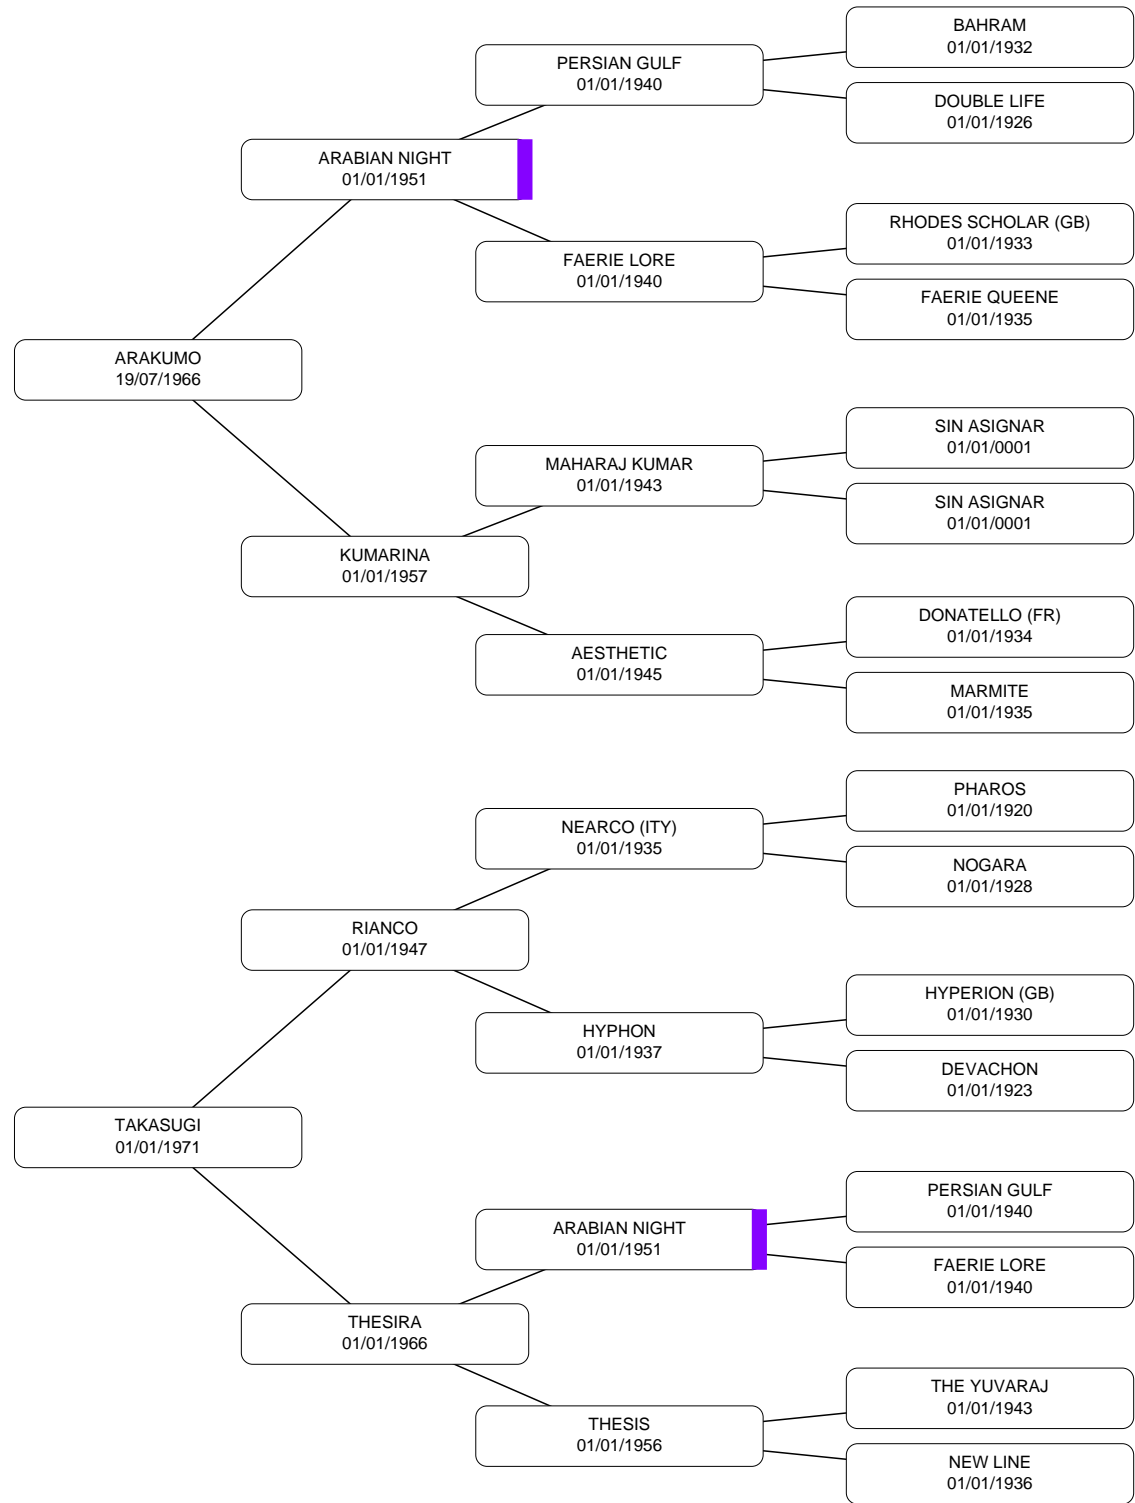 BAHRAM
01/01/1932
PERSIAN GULF
01/01/1940
DOUBLE LIFE
01/01/1926
ARABIAN NIGHT
01/01/1951
RHODES SCHOLAR (GB)
01/01/1933
FAERIE LORE
01/01/1940
FAERIE QUEENE
01/01/1935
ARAKUMO
19/07/1966
SIN ASIGNAR
01/01/0001
MAHARAJ KUMAR
01/01/1943
SIN ASIGNAR
01/01/0001
KUMARINA
01/01/1957
DONATELLO (FR)
01/01/1934
AESTHETIC
01/01/1945
MARMITE
01/01/1935
PHAROS
01/01/1920
NEARCO (ITY)
01/01/1935
NOGARA
01/01/1928
RIANCO
01/01/1947
HYPERION (GB)
01/01/1930
HYPHON
01/01/1937
DEVACHON
01/01/1923
TAKASUGI
01/01/1971
PERSIAN GULF
01/01/1940
ARABIAN NIGHT
01/01/1951
FAERIE LORE
01/01/1940
THESIRA
01/01/1966
THE YUVARAJ
01/01/1943
THESIS
01/01/1956
NEW LINE
01/01/1936